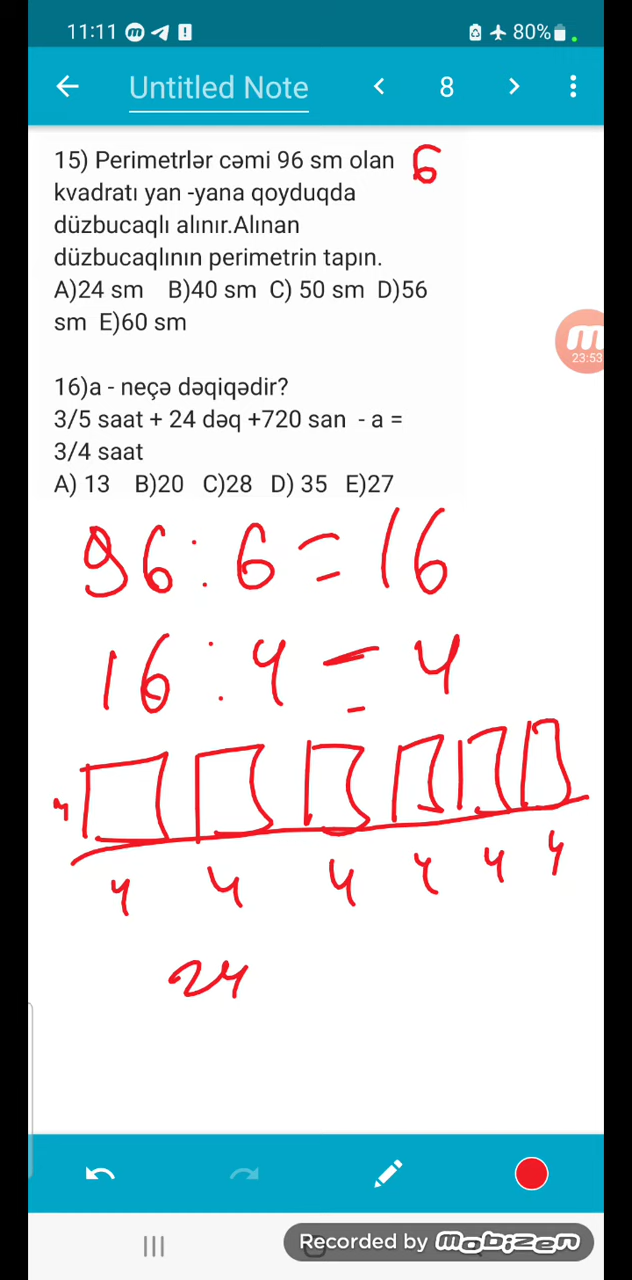 11:11 80%
Untitled Note < 8 >
15) Perimetrlər cəmi 96 sm olan 6
kvadratı yan -yana qoyduqda
düzbucaqlı alınır.Alınan
düzbucaqlının perimetrin tapın.
A)24 sm B)40 sm C) 50 sm D)56
sm E)60 sm
23:53
16)a - neçə dəqiqədir?
3/5 saat + 24 dəq +720 san - a =
3/4 saat
A) 13 B)20 C)28 D) 35 E)27
96 : 6 = 16
16 : 4 = 4
4
4 4 4 4 4 4
24
Recorded by mobizen